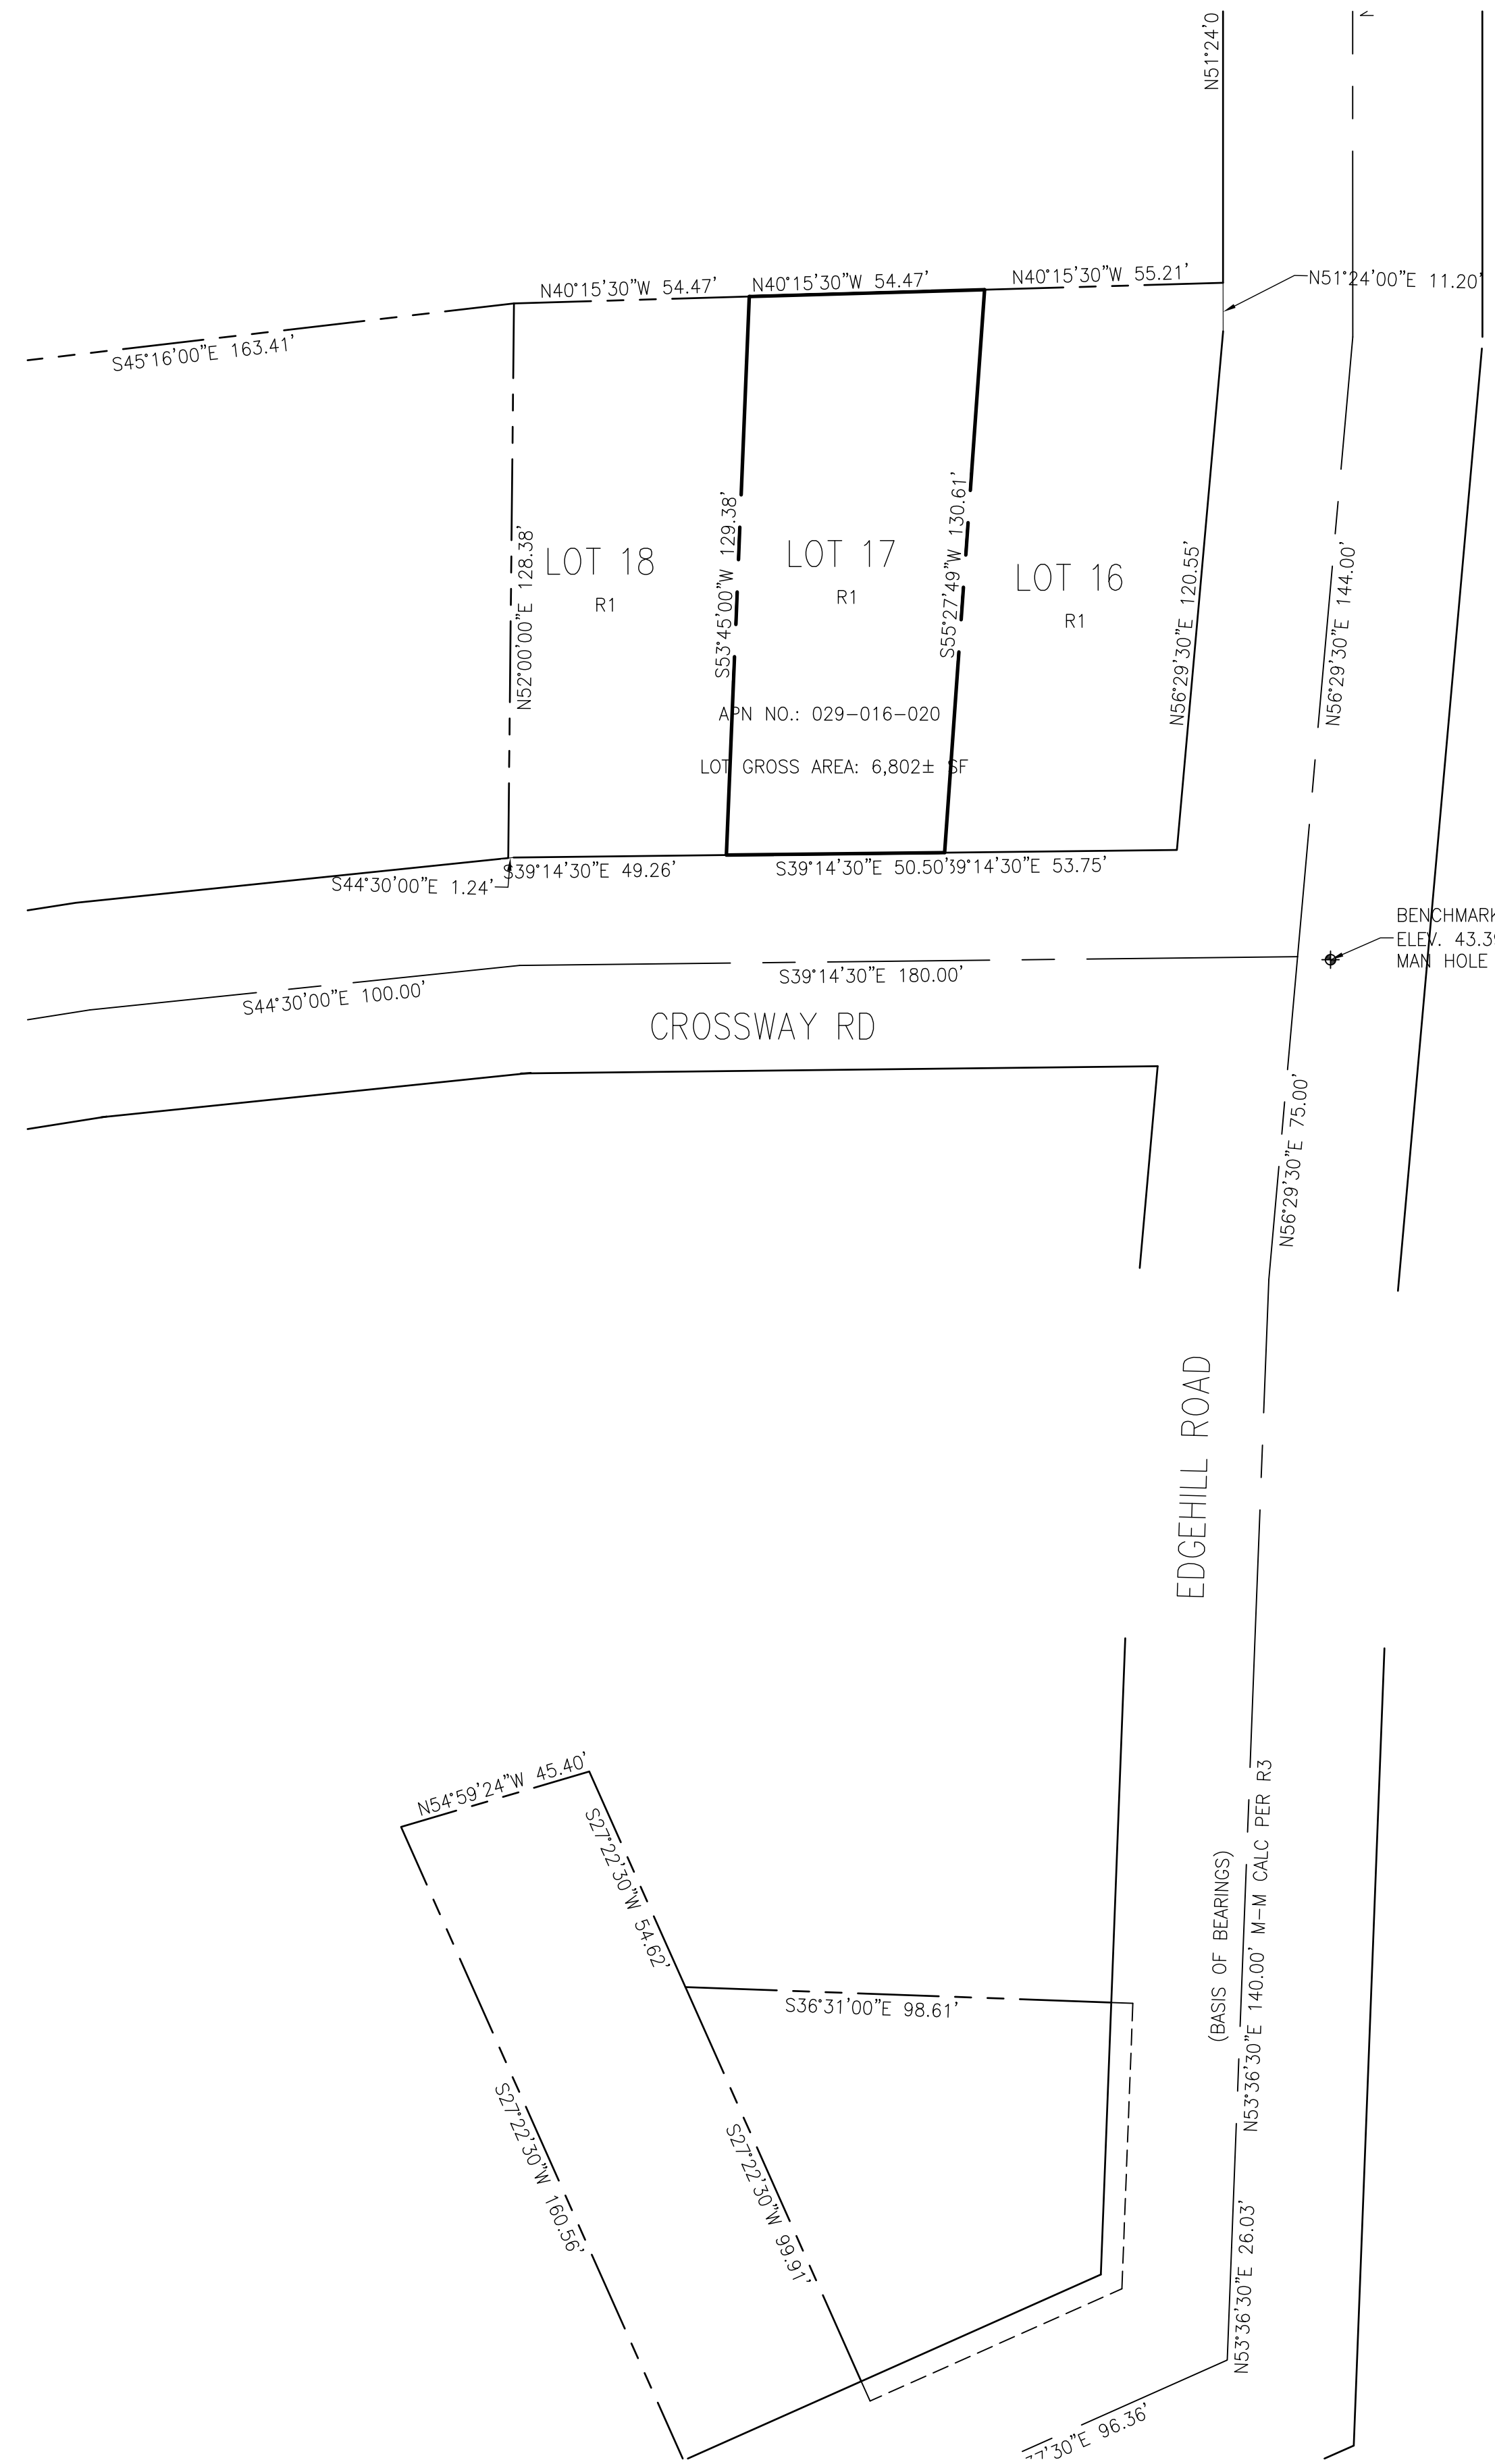 N51°24'0
N40°15'30"W 54.47'
N40°15'30"W 54.47'
N40°15'30"W 55.21'
N51°24'00"E 11.20'
S45°16'00"E 163.41'
N52°00'00"E 128.38'
LOT 18
R1
S53°45'00"W 129.38'
LOT 17
R1
S55°27'49"W 130.61'
LOT 16
R1
N56°29'30"E 120.55'
N56°29'30"E 144.00'
APN NO.: 029-016-020
LOT GROSS AREA: 6,802± SF
S44°30'00"E 1.24'
S39°14'30"E 49.26'
S39°14'30"E 50.50'
39°14'30"E 53.75'
BENCHMARK
ELEV. 43.39
MAN HOLE
S44°30'00"E 100.00'
S39°14'30"E 180.00'
CROSSWAY RD
N56°29'30"E 75.00'
EDGEHILL ROAD
N54°59'24"W 45.40'
S27°22'30"W 54.62'
S36°31'00"E 98.61'
(BASIS OF BEARINGS)
N53°36'30"E 140.00' M-M CALC PER R3
S27°22'30"W 160.56'
S27°22'30"W 99.91'
N53°36'30"E 26.03'
37'30"E 96.36'